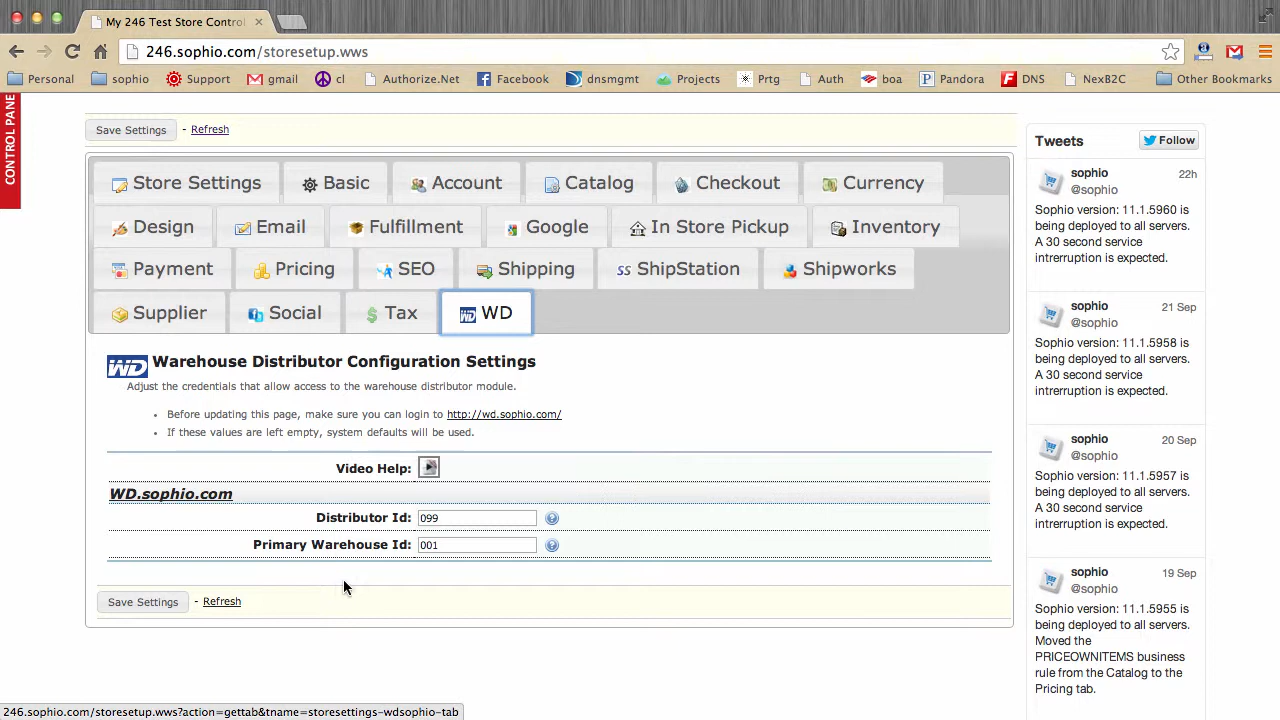 My 246 Test Store Control
246.sophio.com/storesetup.wws
Personal sophio Support gmail cl Authorize.Net Facebook dnsmgmt Projects Prtg Auth boa Pandora DNS NexB2C Other Bookmarks
CONTROL PANE
Save Settings - Refresh
Store Settings Basic Account Catalog Checkout Currency
Design Email Fulfillment Google In Store Pickup Inventory
Payment Pricing SEO Shipping ShipStation Shipworks
Supplier Social Tax WD
WD Warehouse Distributor Configuration Settings
Adjust the credentials that allow access to the warehouse distributor module.
Before updating this page, make sure you can login to http://wd.sophio.com/
If these values are left empty, system defaults will be used.
Video Help:
WD.sophio.com
Distributor Id: 099
Primary Warehouse Id: 001
Save Settings - Refresh
Tweets Follow
sophio 22h
@sophio
Sophio version: 11.1.5960 is
being deployed to all servers.
A 30 second service
intrerruption is expected.
sophio 21 Sep
@sophio
Sophio version: 11.1.5958 is
being deployed to all servers.
A 30 second service
intrerruption is expected.
sophio 20 Sep
@sophio
Sophio version: 11.1.5957 is
being deployed to all servers.
A 30 second service
intrerruption is expected.
sophio 19 Sep
@sophio
Sophio version: 11.1.5955 is
being deployed to all servers.
Moved the
PRICEOWNITEMS business
rule from the Catalog to the
Pricing tab.
246.sophio.com/storesetup.wws?action=gettab&tname=storesettings-wdsophio-tab